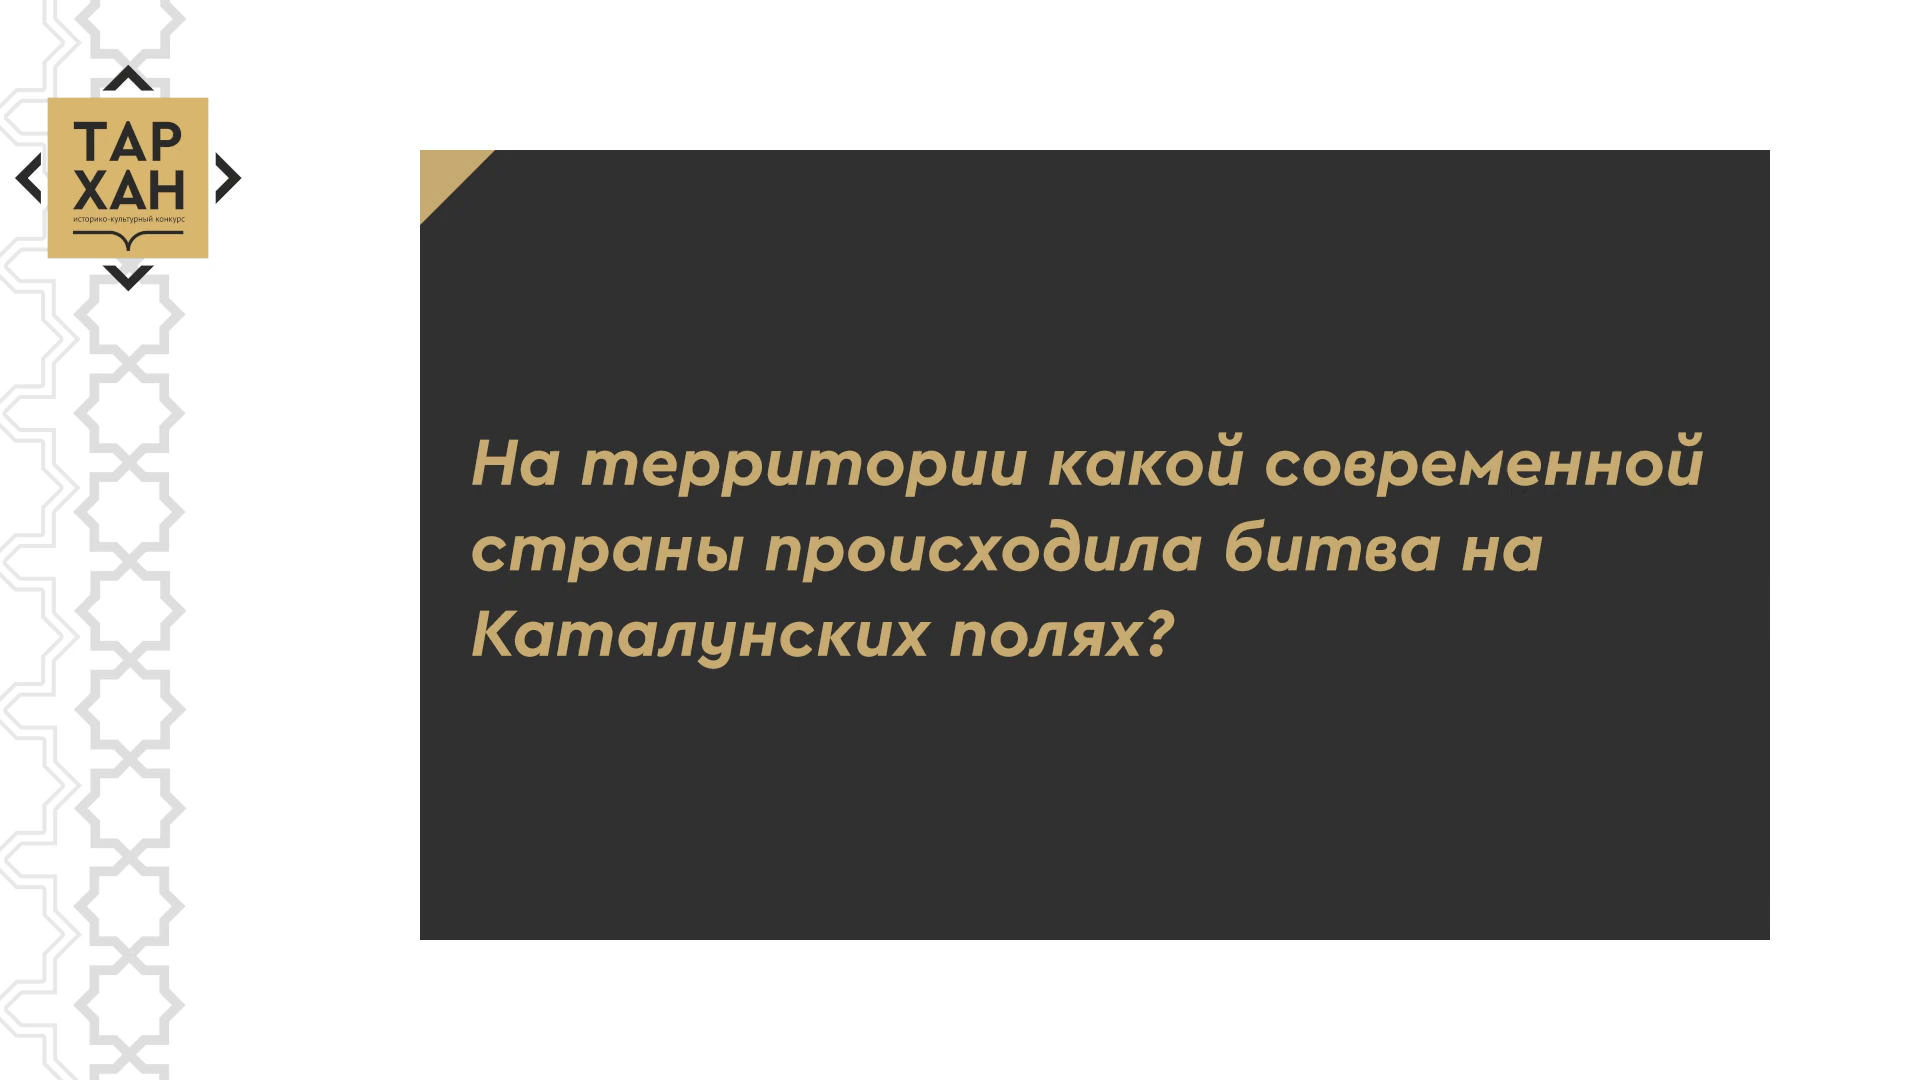 ТАР
ХАН
историко-культурный конкурс
На территории какой современной
страны происходила битва на
Каталунских полях?